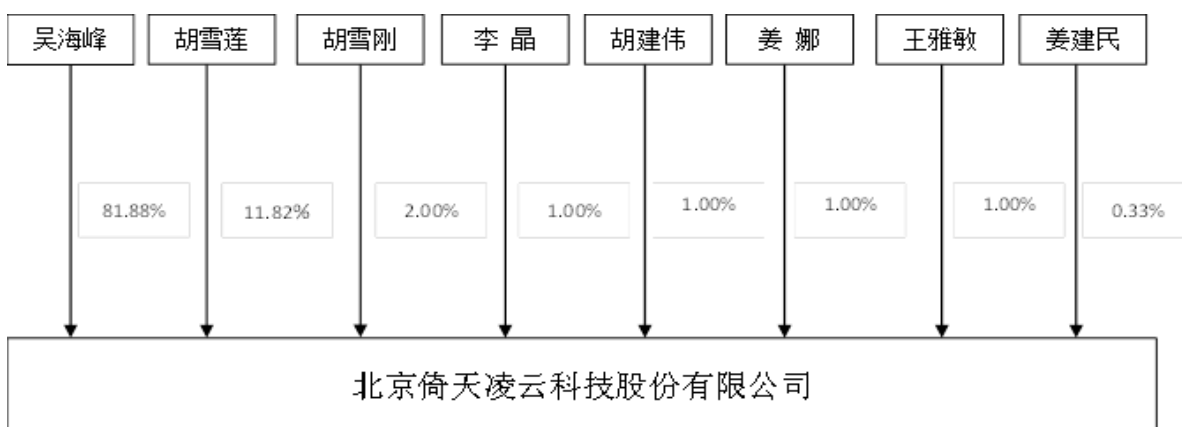 吴海峰
胡雪莲
胡雪刚
李 晶
胡建伟
姜 娜
王雅敏
姜建民
81.88%
11.82%
2.00%
1.00%
1.00%
1.00%
1.00%
0.33%
北京倚天凌云科技股份有限公司